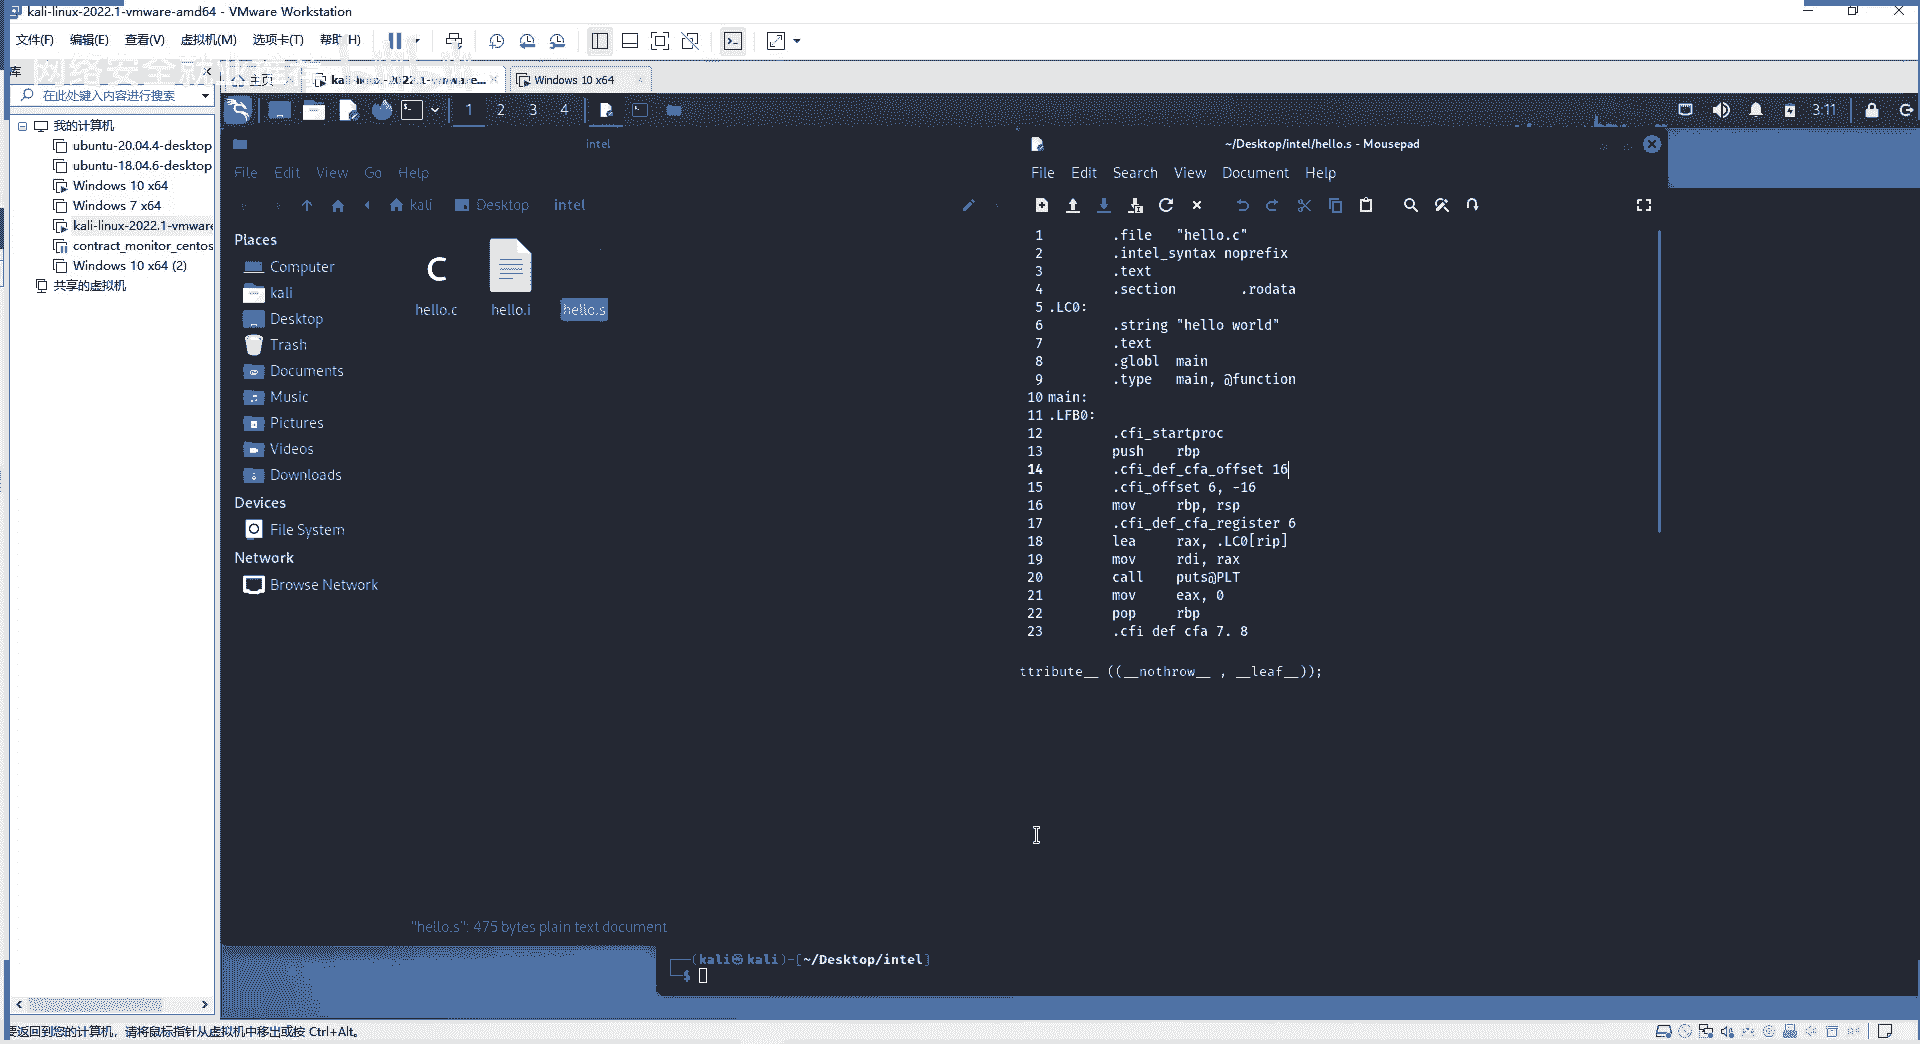 kali-linux-2022.1-vmware-amd64 - VMware Workstation
文件(F) 编辑(E) 查看(V) 虚拟机(M) 选项卡(T) 帮助(H)
库
主页
kali-linux-2022.1-vmware...
Windows 10 x64
在此处键入内容进行搜索
我的计算机
ubuntu-20.04.4-desktop
ubuntu-18.04.6-desktop
Windows 10 x64
Windows 7 x64
kali-linux-2022.1-vmware
contract_monitor_centos
Windows 10 x64 (2)
共享的虚拟机
1 2 3 4
3:11
intel
File Edit View Go Help
kali Desktop intel
Places
Computer
kali
Desktop
Trash
Documents
Music
Pictures
Videos
Downloads
Devices
File System
Network
Browse Network
hello.c hello.i hello.s
"hello.s": 475 bytes plain text document
~/Desktop/intel/hello.s - Mousepad
File Edit Search View Document Help
1 .file "hello.c"
2 .intel_syntax noprefix
3 .text
4 .section .rodata
5 .LC0:
6 .string "hello world"
7 .text
8 .globl main
9 .type main, @function
10 main:
11 .LFB0:
12 .cfi_startproc
13 push rbp
14 .cfi_def_cfa_offset 16
15 .cfi_offset 6, -16
16 mov rbp, rsp
17 .cfi_def_cfa_register 6
18 lea rax, .LC0[rip]
19 mov rdi, rax
20 call puts@PLT
21 mov eax, 0
22 pop rbp
23 .cfi_def_cfa 7, 8
ttribute__ ((__nothrow__ , __leaf__));
(kali㉿kali)-[~/Desktop/intel]
$
要返回到您的计算机，请将鼠标指针从虚拟机中移出或按 Ctrl+Alt。